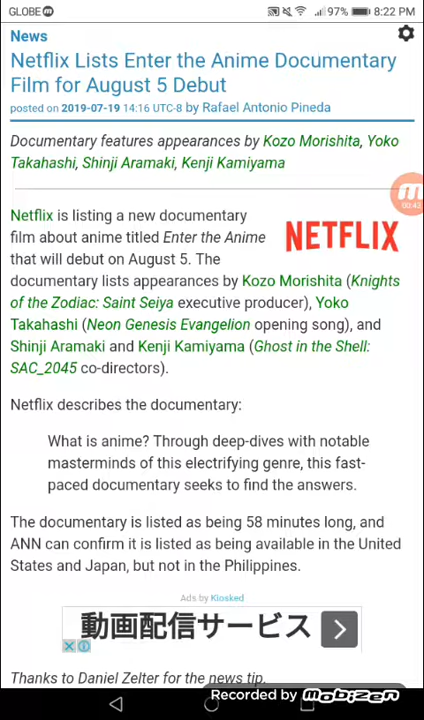 GLOBE 97% 8:22 PM
News
Netflix Lists Enter the Anime Documentary
Film for August 5 Debut
posted on 2019-07-19 14:16 UTC-8 by Rafael Antonio Pineda
Documentary features appearances by Kozo Morishita, Yoko
Takahashi, Shinji Aramaki, Kenji Kamiyama
00:43
Netflix is listing a new documentary
film about anime titled Enter the Anime
that will debut on August 5. The
NETFLIX
documentary lists appearances by Kozo Morishita (Knights
of the Zodiac: Saint Seiya executive producer), Yoko
Takahashi (Neon Genesis Evangelion opening song), and
Shinji Aramaki and Kenji Kamiyama (Ghost in the Shell:
SAC_2045 co-directors).
Netflix describes the documentary:
What is anime? Through deep-dives with notable
masterminds of this electrifying genre, this fast-
paced documentary seeks to find the answers.
The documentary is listed as being 58 minutes long, and
ANN can confirm it is listed as being available in the United
States and Japan, but not in the Philippines.
Ads by Kiosked
動画配信サービス
Thanks to Daniel Zelter for the news tip.
Recorded by Mobizen